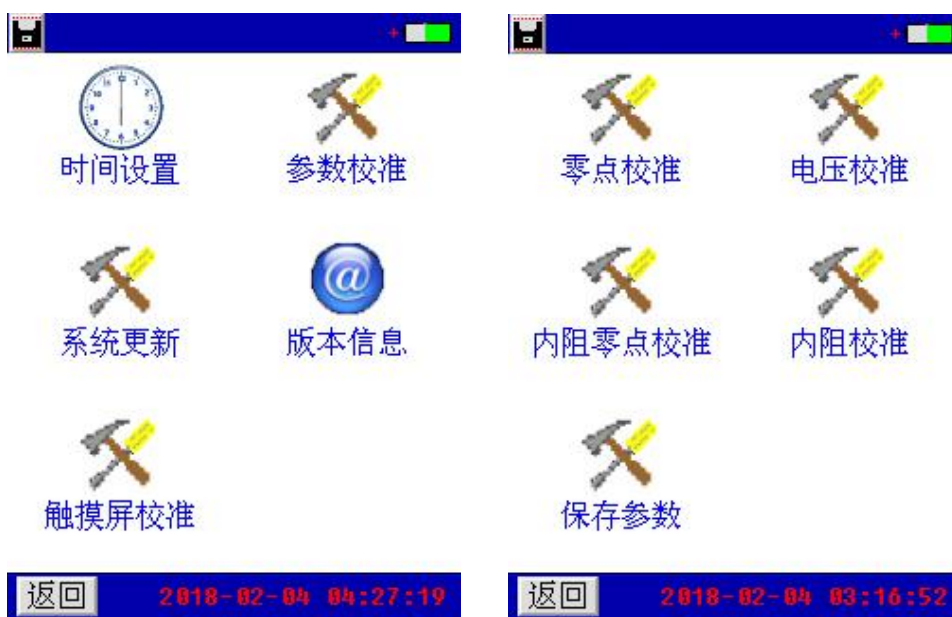 时间设置
参数校准
系统更新
版本信息
触摸屏校准
返回
2018-02-04 04:27:19
零点校准
电压校准
内阻零点校准
内阻校准
保存参数
返回
2018-02-04 03:16:52